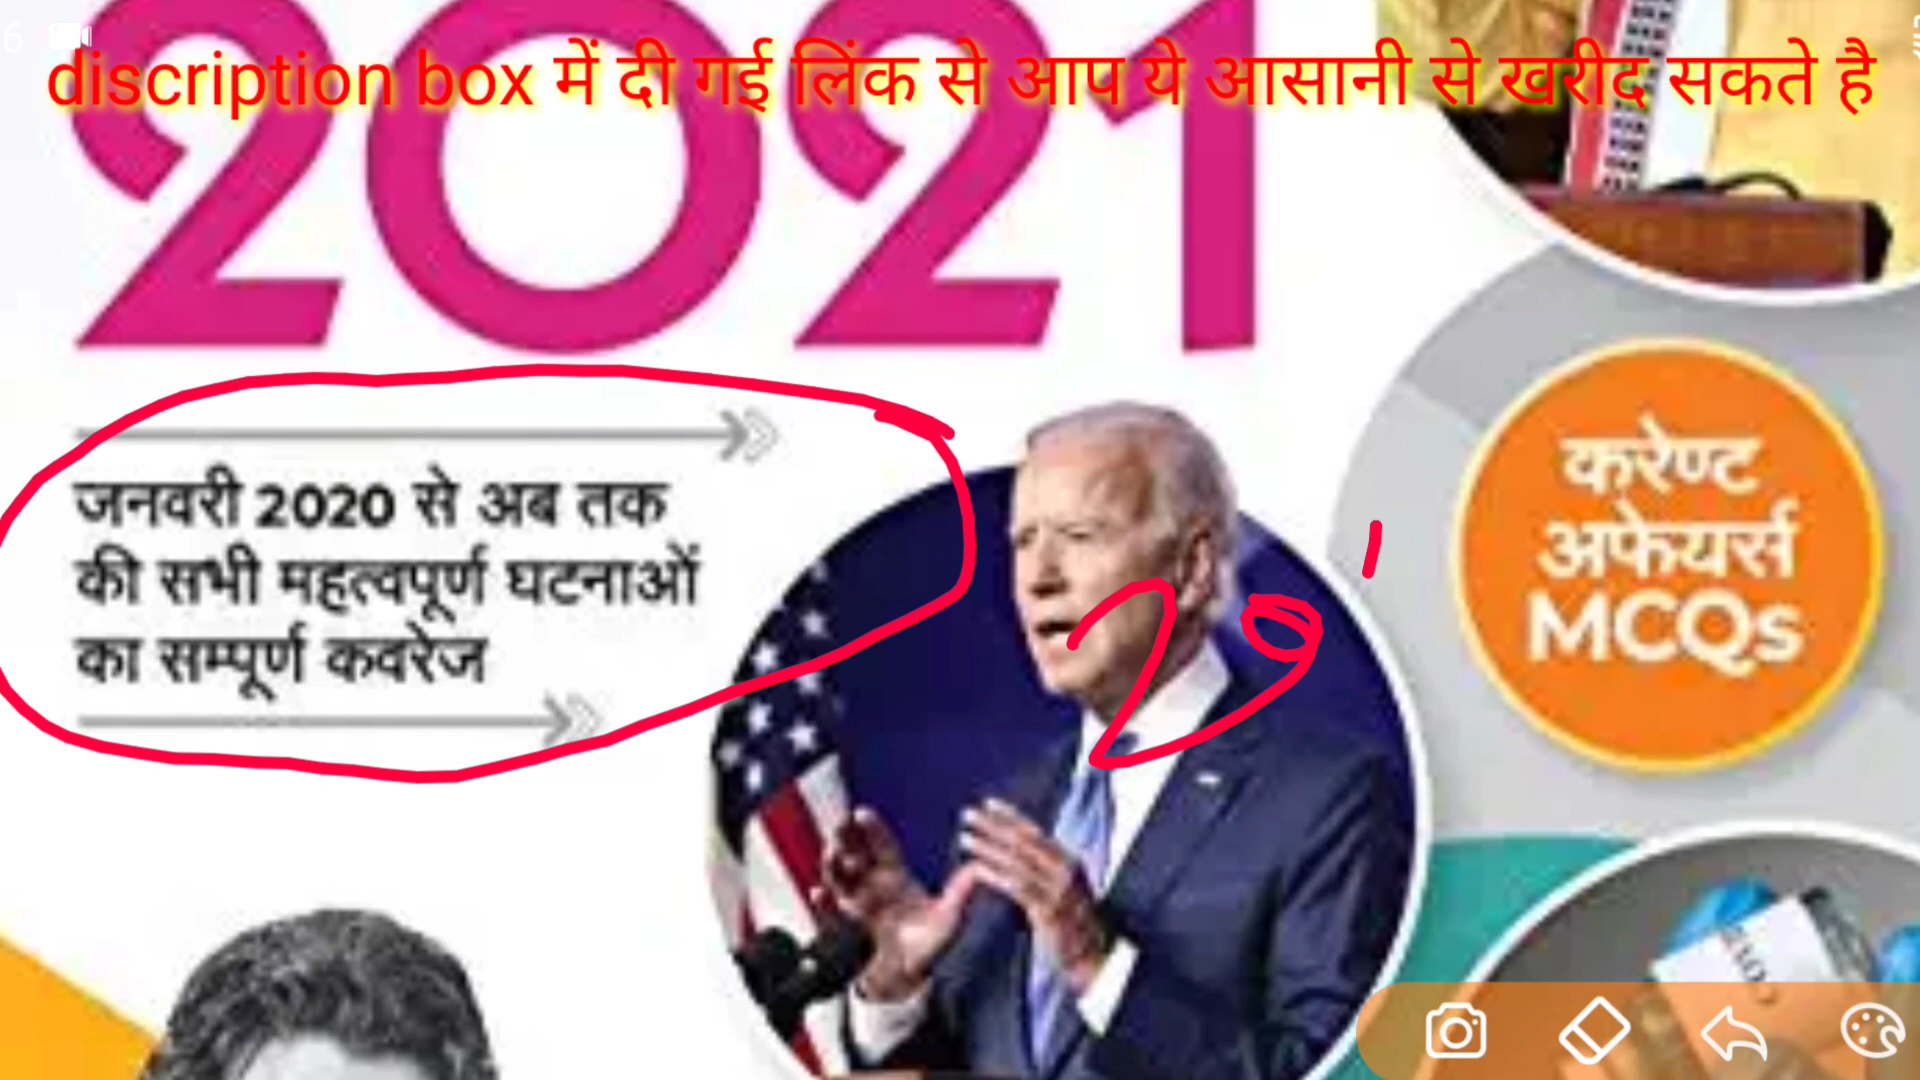 6
discription box में दी गई लिंक से आप ये आसानी से खरीद सकते है
2021
जनवरी 2020 से अब तक
की सभी महत्वपूर्ण घटनाओं
का सम्पूर्ण कवरेज
करेण्ट
अफेयर्स
MCQs